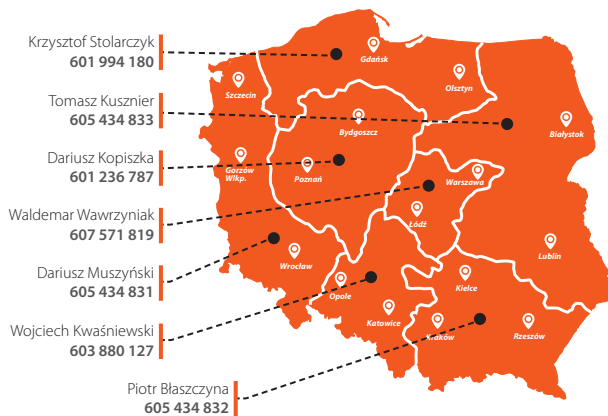 Krzysztof Stolarczyk
601 994 180
Tomasz Kusznier
605 434 833
Dariusz Kopiszka
601 236 787
Waldemar Wawrzyniak
607 571 819
Dariusz Muszyński
605 434 831
Wojciech Kwaśniewski
603 880 127
Piotr Błaszczyna
605 434 832
Gdańsk
Szczecin
Olsztyn
Bydgoszcz
Białystok
Gorzów
Wlkp.
Poznań
Warszawa
Łódź
Wrocław
Lublin
Opole
Kielce
Katowice
Kraków
Rzeszów